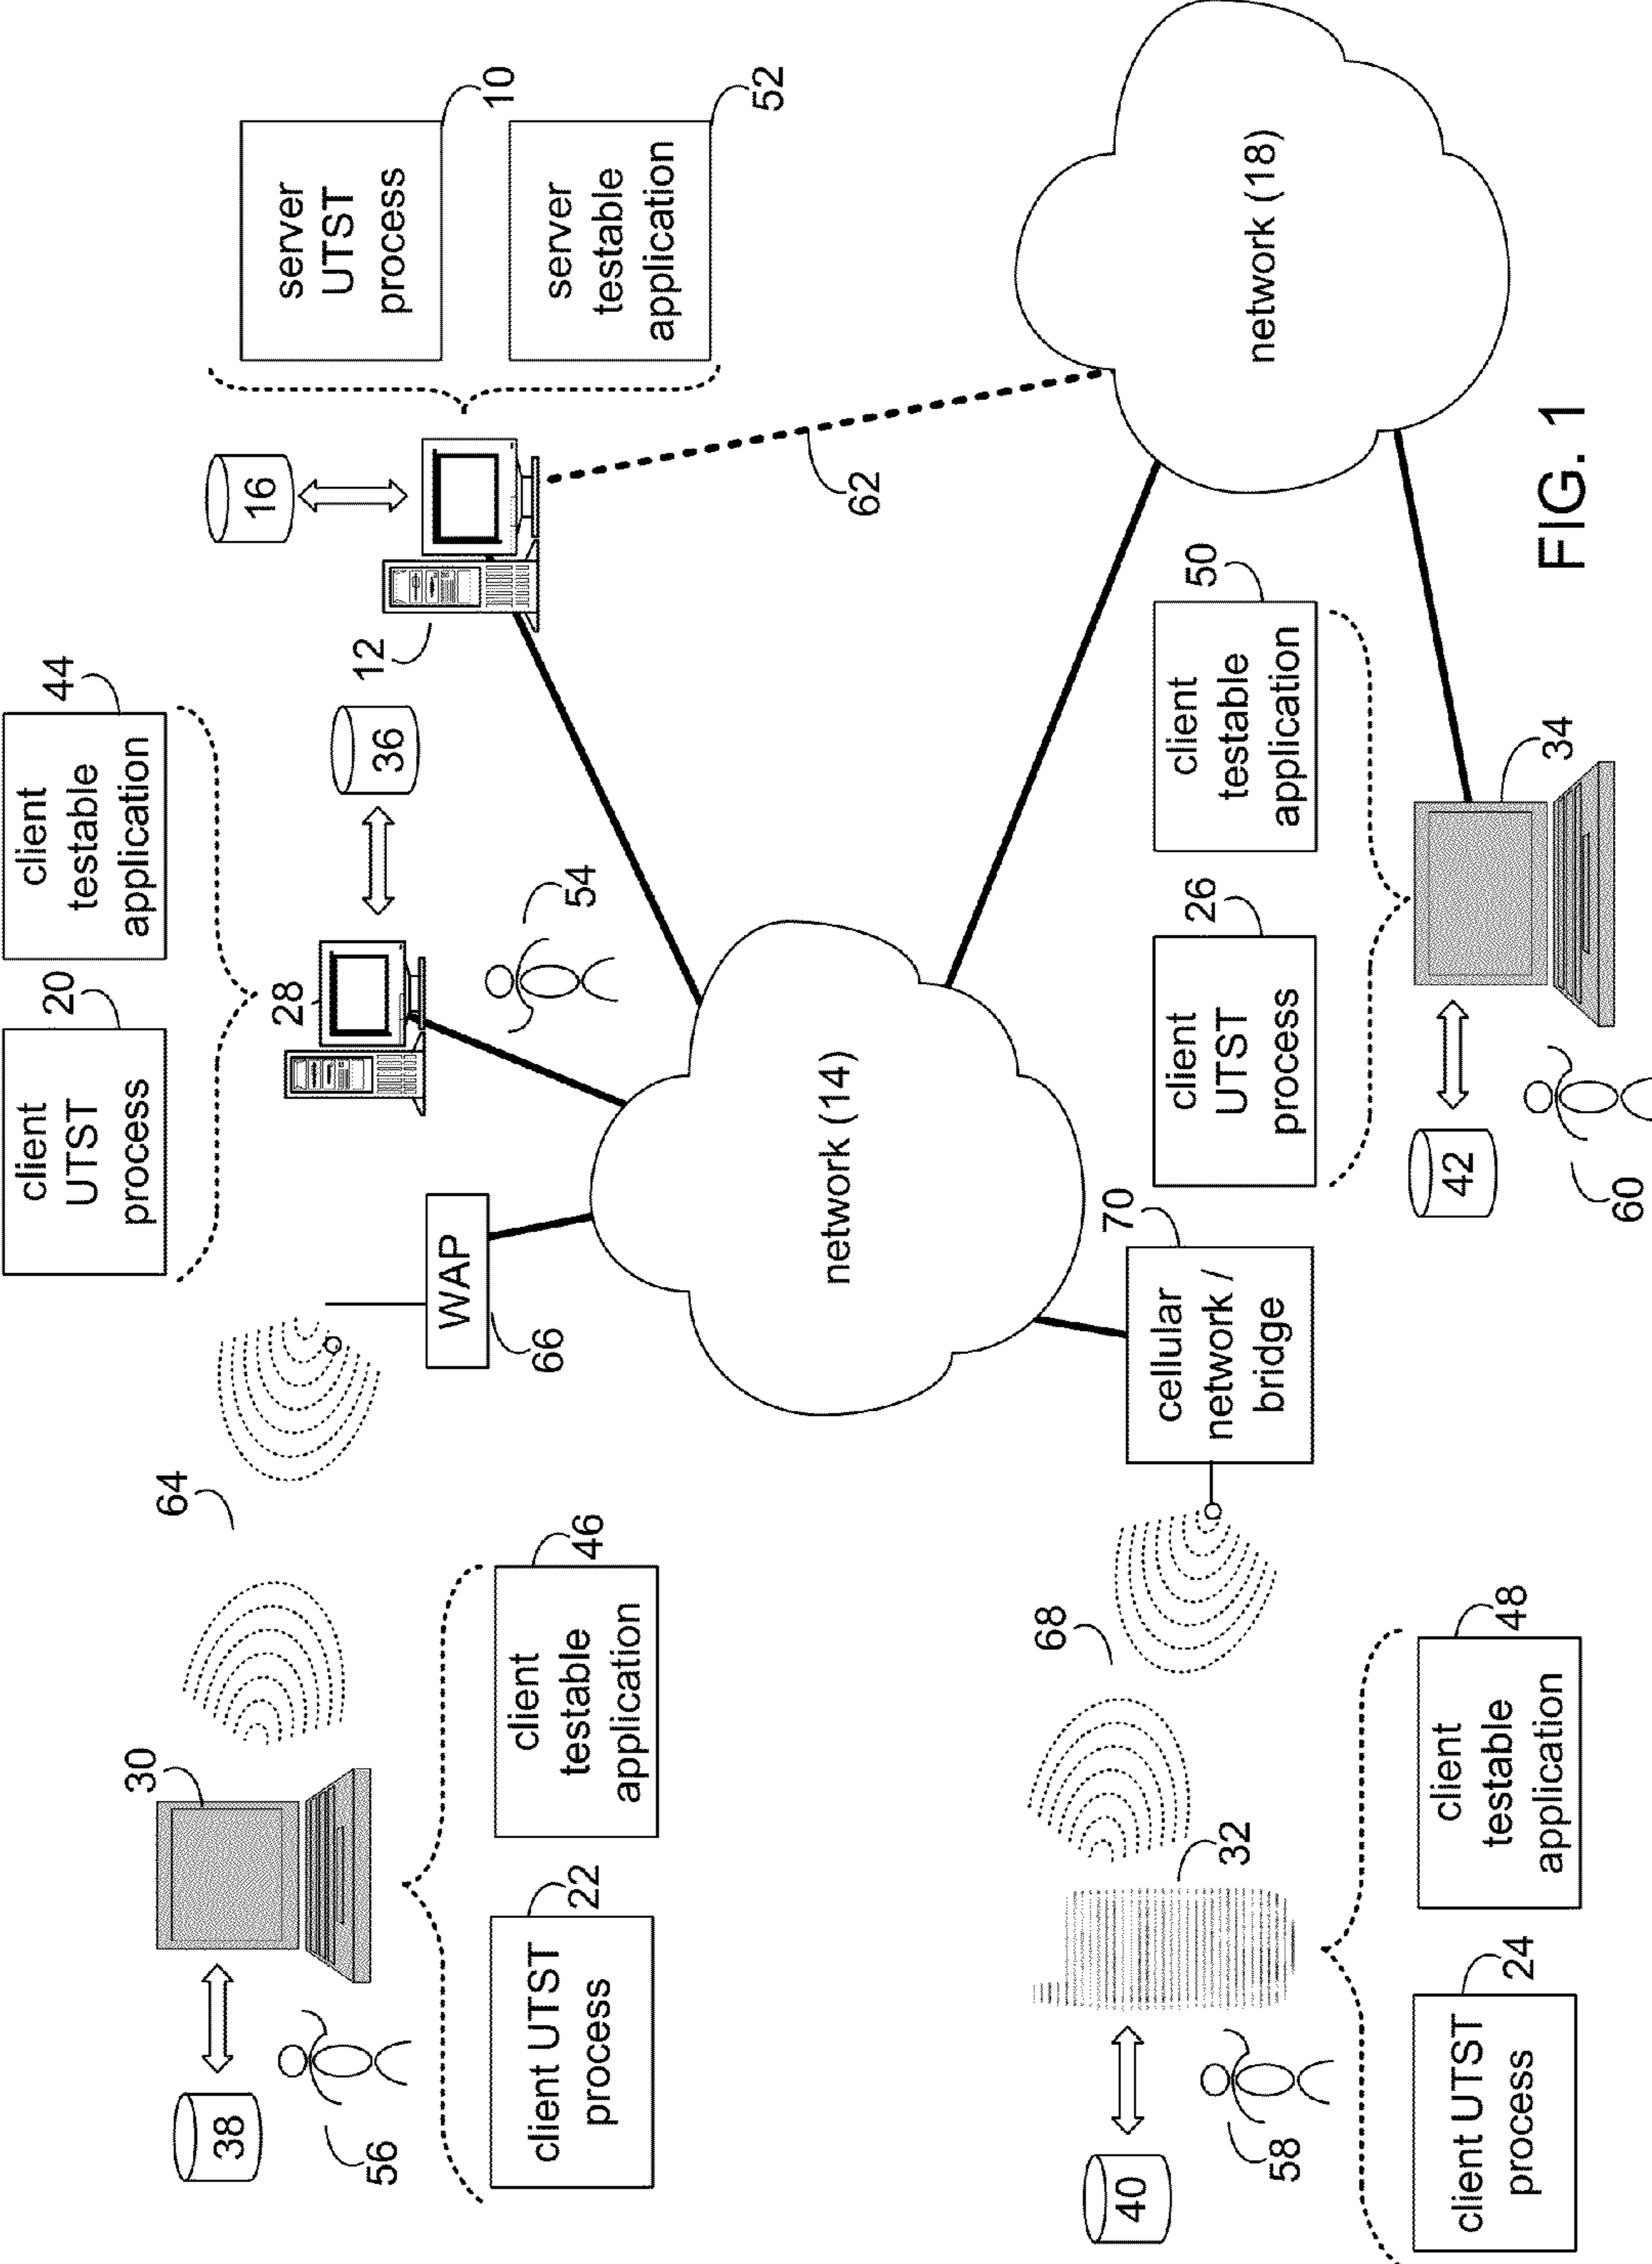 38
30
56
client UTST
process
22
client
testable
application
46
64
WAP
66
client
UTST
process
20
client
testable
application
44
28
36
54
12
16
server
UTST
process
10
server
testable
application
52
62
network (14)
network (18)
40
32
58
68
client UTST
process
24
client
testable
application
48
cellular
network /
bridge
70
client
UTST
process
26
client
testable
application
50
42
34
60
FIG. 1